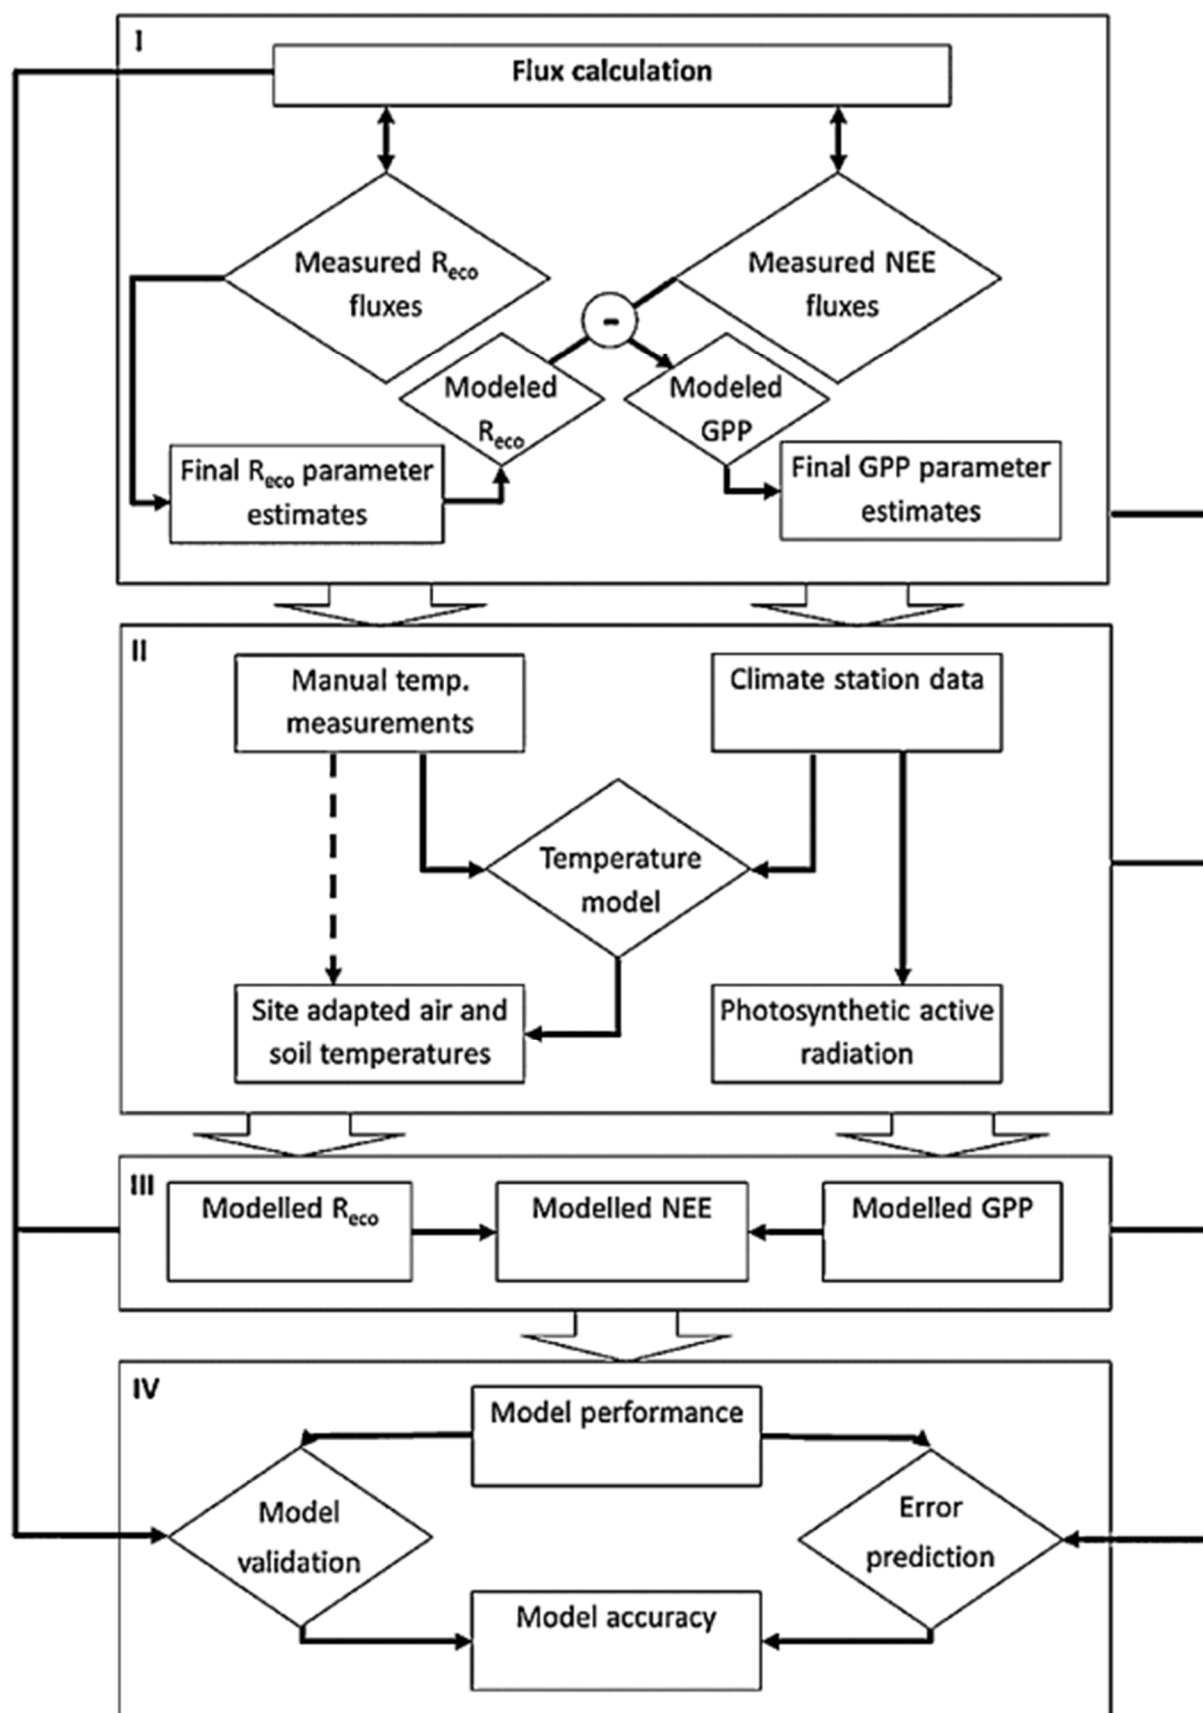 I
Flux calculation
Measured Reco
fluxes
Measured NEE
fluxes
-
Modeled
Reco
Modeled
GPP
Final Reco parameter
estimates
Final GPP parameter
estimates
II
Manual temp.
measurements
Climate station data
Temperature
model
Site adapted air and
soil temperatures
Photosynthetic active
radiation
III
Modelled Reco
Modelled NEE
Modelled GPP
IV
Model performance
Model
validation
Error
prediction
Model accuracy